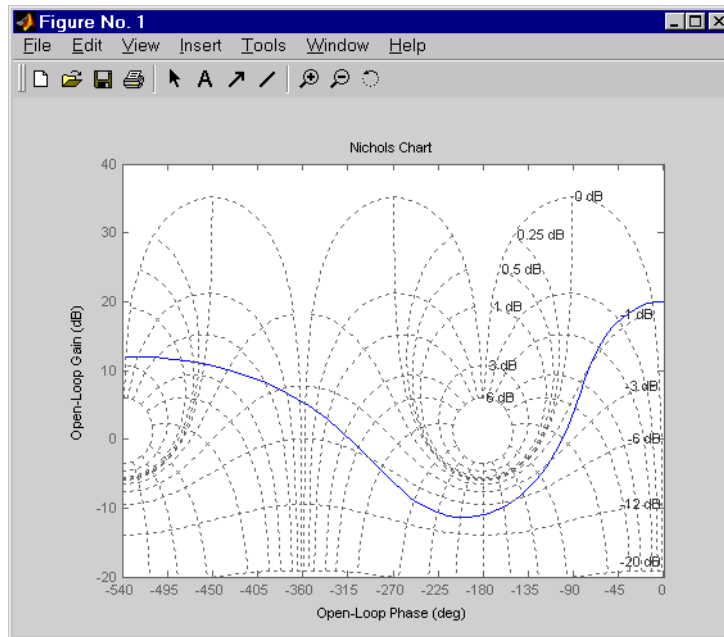 Figure No. 1
File Edit View Insert Tools Window Help
A
Nichols Chart
40
30
20
10
0
-10
-20
Open-Loop Gain (dB)
0 dB
0.25 dB
0.5 dB
1 dB
3 dB
6 dB
-1 dB
-3 dB
-6 dB
-12 dB
-20 dB
-540 -495 -450 -405 -360 -315 -270 -225 -180 -135 -90 -45 0
Open-Loop Phase (deg)